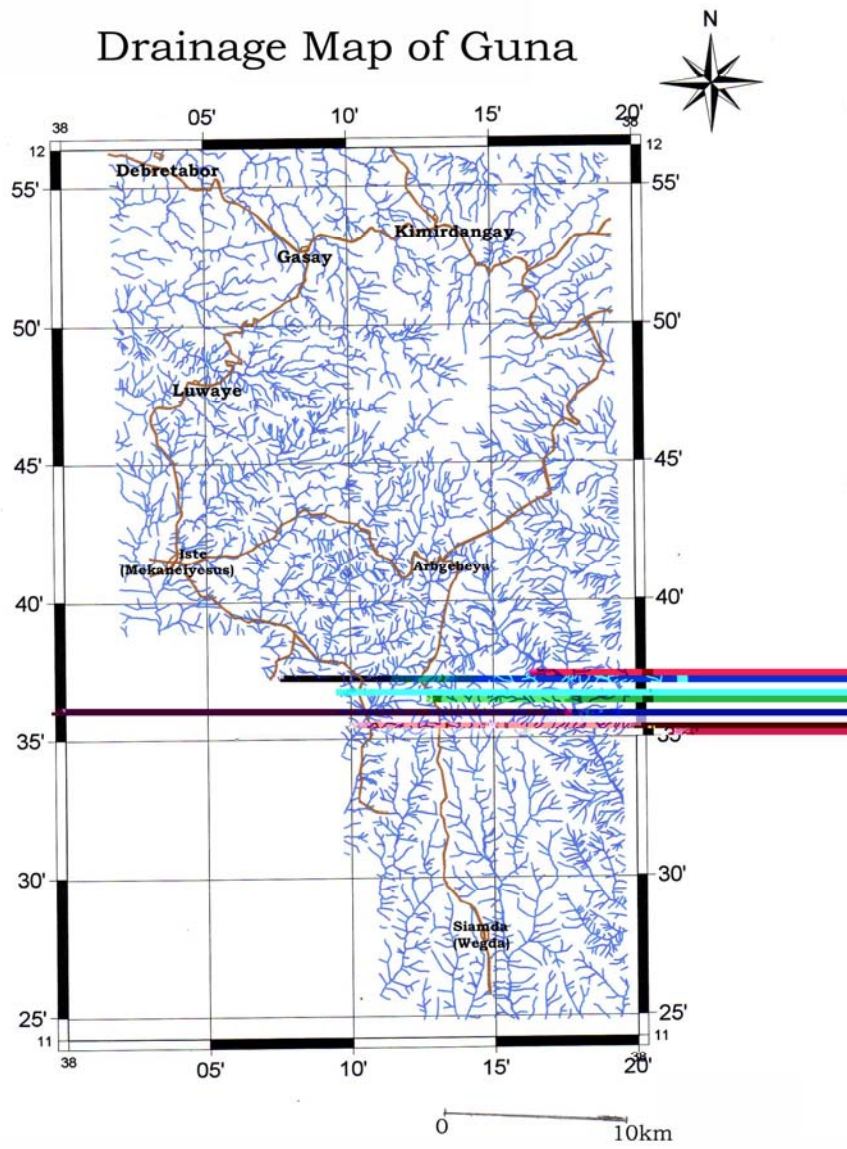 N
Drainage Map of Guna
05' 10' 15' 20'
38 38
12 12
Debretabor
55' 55'
Kimirdangay
Gasay
50' 50'
Luwaye
45' 45'
Iste
(Mekaneiyesus) Arbgebeya
40' 40'
35' 35'
30' 30'
Siamda
(Wegda)
25' 25'
11 11
38 38
05' 10' 15' 20'
0 10km